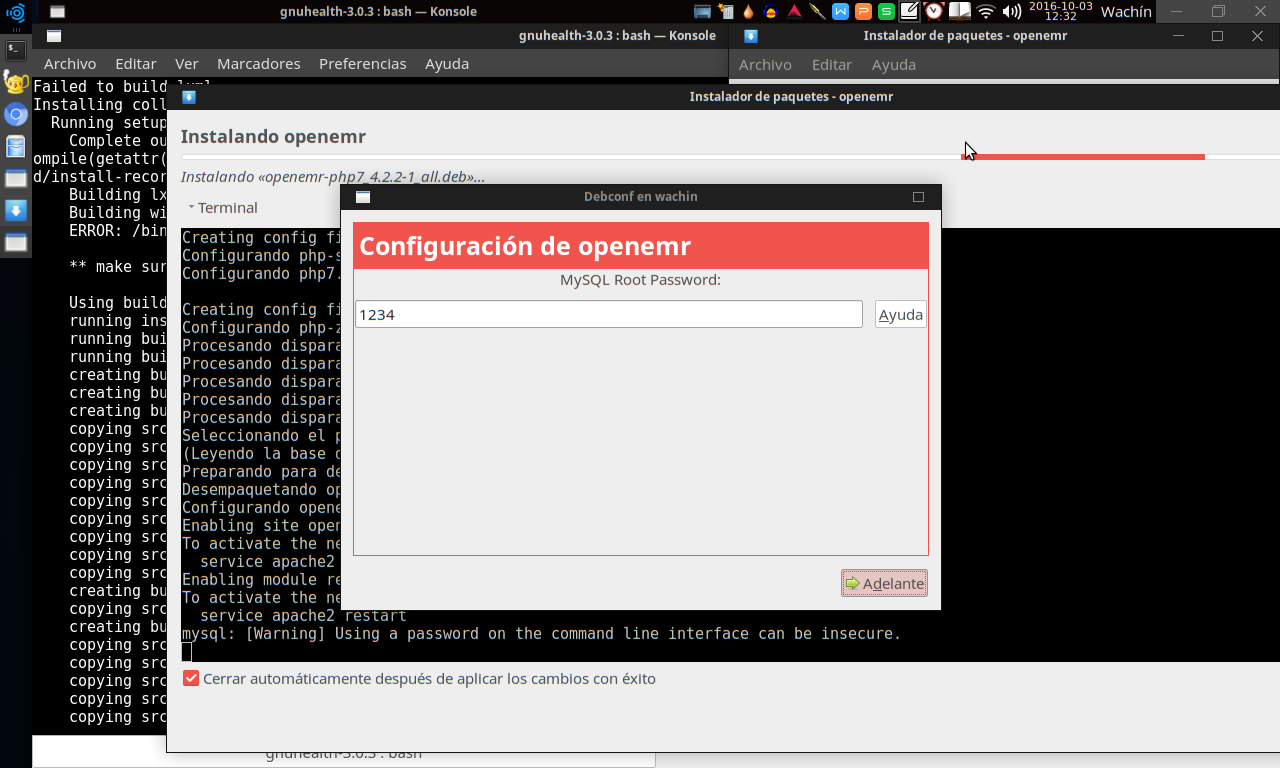 gnuhealth-3.0.3 : bash — Konsole
2016-10-03
12:32
Wachín
gnuhealth-3.0.3 : bash — Konsole
Archivo Editar Ver Marcadores Preferencias Ayuda
Instalador de paquetes - openemr
Archivo Editar Ayuda
Failed to build lxml
Installing coll
Running setup
Complete ou
ompile(getattr(
d/install-recor
Building lx
Building wi
ERROR: /bin
** make sur
Using build
running ins
running bui
running bui
creating bu
creating bu
creating bu
copying src
copying src
copying src
copying src
copying src
copying src
copying src
copying src
copying src
creating bu
copying src
creating bu
copying src
copying src
copying src
copying src
copying src
gnuhealth-3.0.3 : bash
Instalador de paquetes - openemr
Instalando openemr
Instalando «openemr-php7_4.2.2-1_all.deb»...
Terminal
Creating config fi
Configurando php-s
Configurando php7.
Creating config fi
Configurando php-z
Procesando dispara
Procesando dispara
Procesando dispara
Procesando dispara
Procesando dispara
Seleccionando el p
(Leyendo la base d
Preparando para de
Desempaquetando op
Configurando opene
Enabling site open
To activate the ne
service apache2
Enabling module re
To activate the ne
service apache2 restart
mysql: [Warning] Using a password on the command line interface can be insecure.
Cerrar automáticamente después de aplicar los cambios con éxito
Debconf en wachin
Configuración de openemr
MySQL Root Password:
1234
Ayuda
Adelante